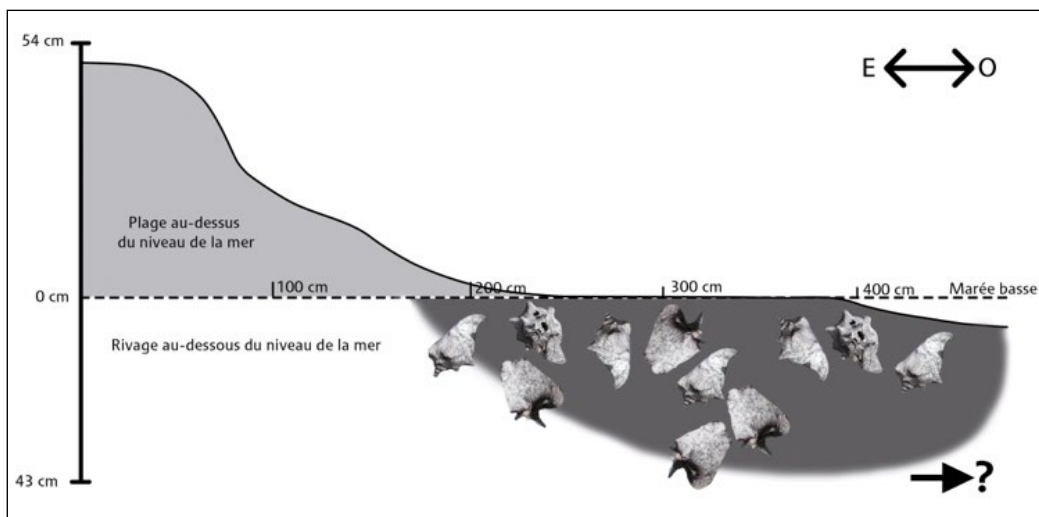 54 cm
E
O
Plage au-dessus
du niveau de la mer
0 cm
100 cm
200 cm
300 cm
400 cm
Marée basse
Rivage au-dessous du niveau de la mer
43 cm
?